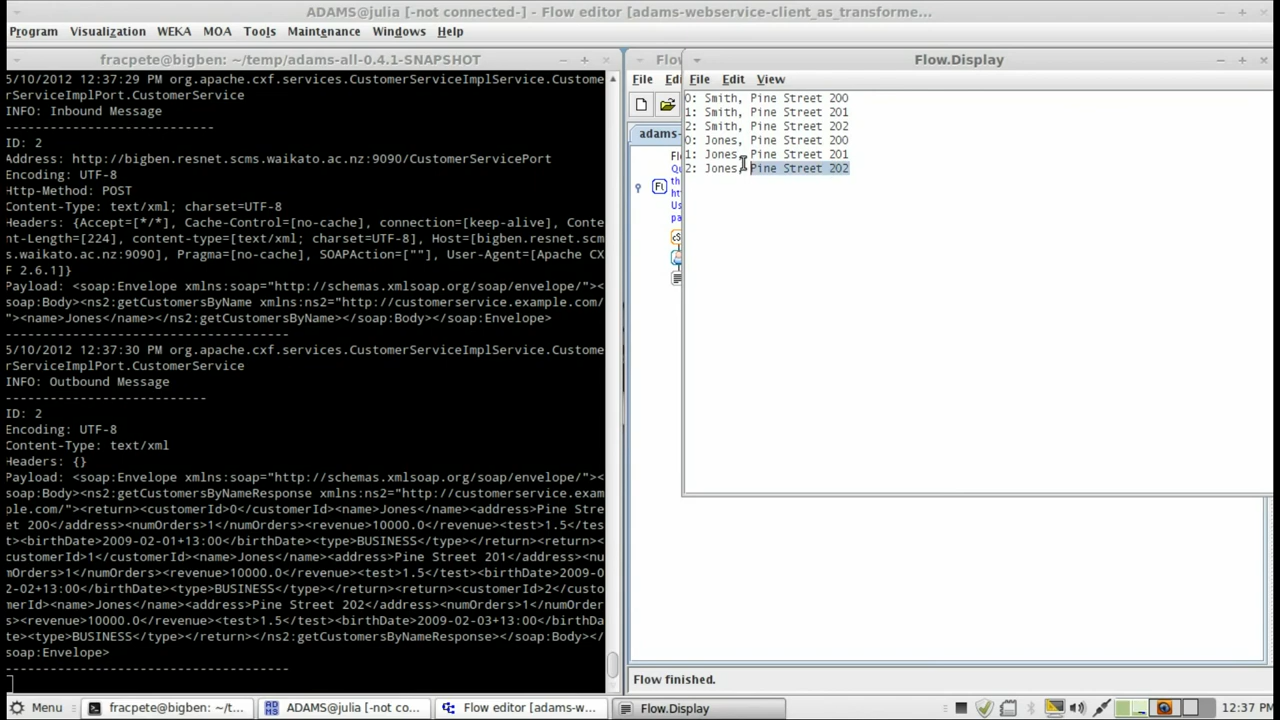 ADAMS@julia [-not connected-] - Flow editor [adams-webservice-client_as_transforme...
Program Visualization WEKA MOA Tools Maintenance Windows Help
fracpete@bigben: ~/temp/adams-all-0.4.1-SNAPSHOT
5/10/2012 12:37:29 PM org.apache.cxf.services.CustomerServiceImplService.Custome
rServiceImplPort.CustomerService
INFO: Inbound Message
----------------------------
ID: 2
Address: http://bigben.resnet.scms.waikato.ac.nz:9090/CustomerServicePort
Encoding: UTF-8
Http-Method: POST
Content-Type: text/xml; charset=UTF-8
Headers: {Accept=[*/*], Cache-Control=[no-cache], connection=[keep-alive], Conte
nt-Length=[224], content-type=[text/xml; charset=UTF-8], Host=[bigben.resnet.scm
s.waikato.ac.nz:9090], Pragma=[no-cache], SOAPAction=[""], User-Agent=[Apache CX
F 2.6.1]}
Payload: <soap:Envelope xmlns:soap="http://schemas.xmlsoap.org/soap/envelope/"><
soap:Body><ns2:getCustomersByName xmlns:ns2="http://customerservice.example.com/
"><name>Jones</name></ns2:getCustomersByName></soap:Body></soap:Envelope>
--------------------------------------
5/10/2012 12:37:30 PM org.apache.cxf.services.CustomerServiceImplService.Custome
rServiceImplPort.CustomerService
INFO: Outbound Message
---------------------------
ID: 2
Encoding: UTF-8
Content-Type: text/xml
Headers: {}
Payload: <soap:Envelope xmlns:soap="http://schemas.xmlsoap.org/soap/envelope/"><
soap:Body><ns2:getCustomersByNameResponse xmlns:ns2="http://customerservice.exam
ple.com/"><return><customerId>0</customerId><name>Jones</name><address>Pine Stre
et 200</address><numOrders>1</numOrders><revenue>10000.0</revenue><test>1.5</tes
t><birthDate>2009-02-01+13:00</birthDate><type>BUSINESS</type></return><return><
customerId>1</customerId><name>Jones</name><address>Pine Street 201</address><nu
mOrders>1</numOrders><revenue>10000.0</revenue><test>1.5</test><birthDate>2009-0
2-02+13:00</birthDate><type>BUSINESS</type></return><return><customerId>2</custo
merId><name>Jones</name><address>Pine Street 202</address><numOrders>1</numOrder
s><revenue>10000.0</revenue><test>1.5</test><birthDate>2009-02-03+13:00</birthDa
te><type>BUSINESS</type></return></ns2:getCustomersByNameResponse></soap:Body></
soap:Envelope>
--------------------------------------
Flo
File Edi
adams-
Fl
Flow.Display
File Edit View
0: Smith, Pine Street 200
1: Smith, Pine Street 201
2: Smith, Pine Street 202
0: Jones, Pine Street 200
1: Jones, Pine Street 201
2: Jones, Pine Street 202
Flow finished.
Menu fracpete@bigben: ~/t... ADAMS@julia [-not co... Flow editor [adams-w... Flow.Display 12:37 PM